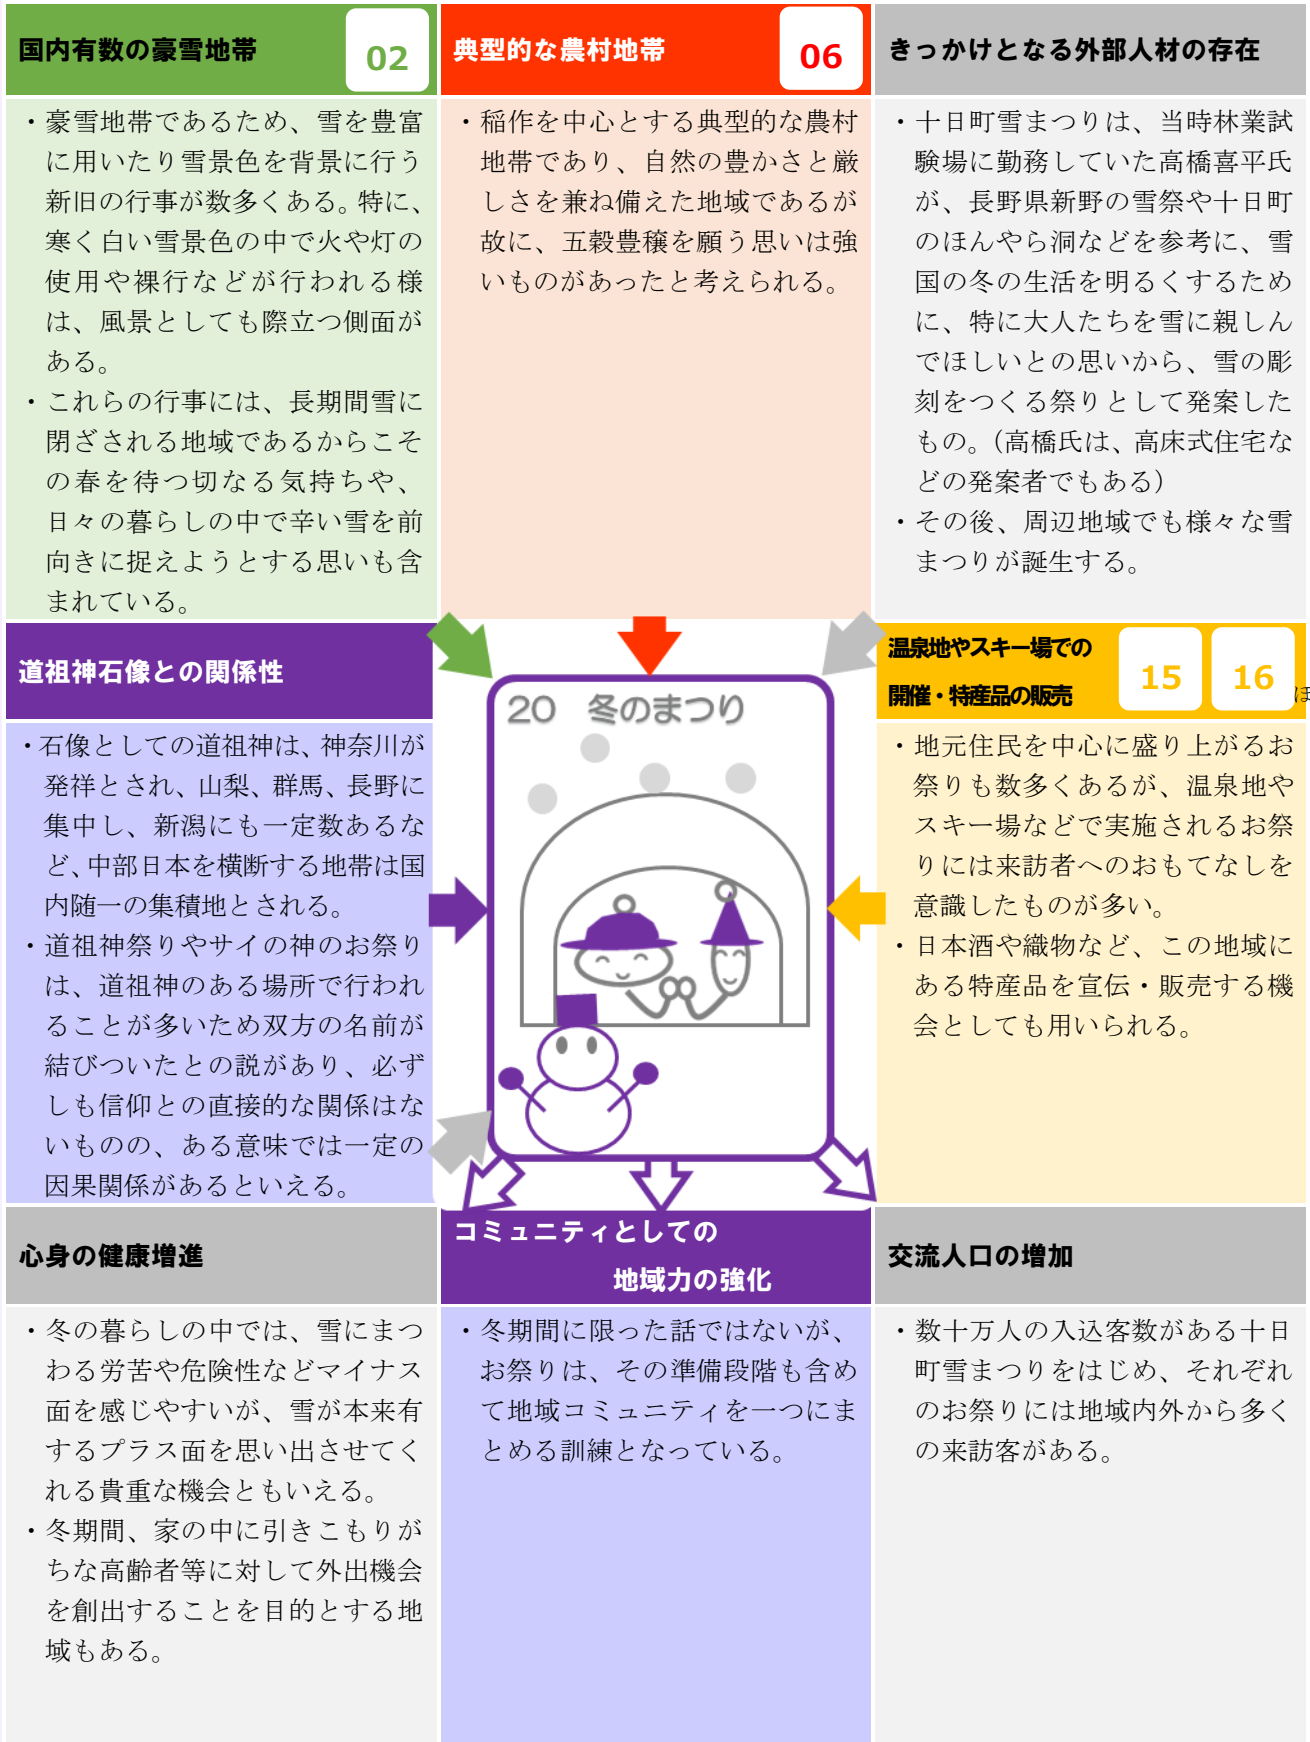 国内有数の豪雪地帯
02
・豪雪地帯であるため、雪を豊富
に用いたり雪景色を背景に行う
新旧の行事が数多くある。特に、
寒く白い雪景色の中で火や灯の
使用や裸行などが行われる様
は、風景としても際立つ側面が
ある。
・これらの行事には、長期間雪に
閉ざされる地域であるからこそ
の春を待つ切なる気持ちや、
日々の暮らしの中で辛い雪を前
向きに捉えようとする思いも含
まれている。
典型的な農村地帯
06
・稲作を中心とする典型的な農村
地帯であり、自然の豊かさと厳
しさを兼ね備えた地域であるが
故に、五穀豊穣を願う思いは強
いものがあったと考えられる。
きっかけとなる外部人材の存在
・十日町雪まつりは、当時林業試
験場に勤務していた高橋喜平氏
が、長野県新野の雪祭や十日町
のほんやら洞などを参考に、雪
国の冬の生活を明るくするため
に、特に大人たちを雪に親しん
でほしいとの思いから、雪の彫
刻をつくる祭りとして発案した
もの。（高橋氏は、高床式住宅な
どの発案者でもある）
・その後、周辺地域でも様々な雪
まつりが誕生する。
道祖神石像との関係性
・石像としての道祖神は、神奈川が
発祥とされ、山梨、群馬、長野に
集中し、新潟にも一定数あるな
ど、中部日本を横断する地帯は国
内随一の集積地とされる。
・道祖神祭りやサイの神のお祭り
は、道祖神のある場所で行われ
ることが多いため双方の名前が
結びついたとの説があり、必ず
しも信仰との直接的な関係はな
いものの、ある意味では一定の
因果関係があるといえる。
20 冬のまつり
温泉地やスキー場での
開催・特産品の販売
15
16
ほ
・地元住民を中心に盛り上がるお
祭りも数多くあるが、温泉地や
スキー場などで実施されるお祭
りには来訪者へのおもてなしを
意識したものが多い。
・日本酒や織物など、この地域に
ある特産品を宣伝・販売する機
会としても用いられる。
心身の健康増進
・冬の暮らしの中では、雪にまつ
わる労苦や危険性などマイナス
面を感じやすいが、雪が本来有
するプラス面を思い出させてく
れる貴重な機会ともいえる。
・冬期間、家の中に引きこもりが
ちな高齢者等に対して外出機会
を創出することを目的とする地
域もある。
コミュニティとしての
地域力の強化
・冬期間に限った話ではないが、
お祭りは、その準備段階も含め
て地域コミュニティを一つにま
とめる訓練となっている。
交流人口の増加
・数十万人の入込客数がある十日
町雪まつりをはじめ、それぞれ
のお祭りには地域内外から多く
の来訪客がある。